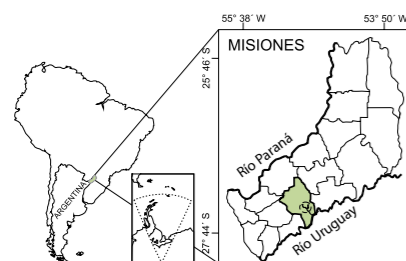 55° 38´ W
53° 50´ W
25° 46´ S
MISIONES
Río Paraná
ARGENTINA
27° 44´ S
Río Uruguay